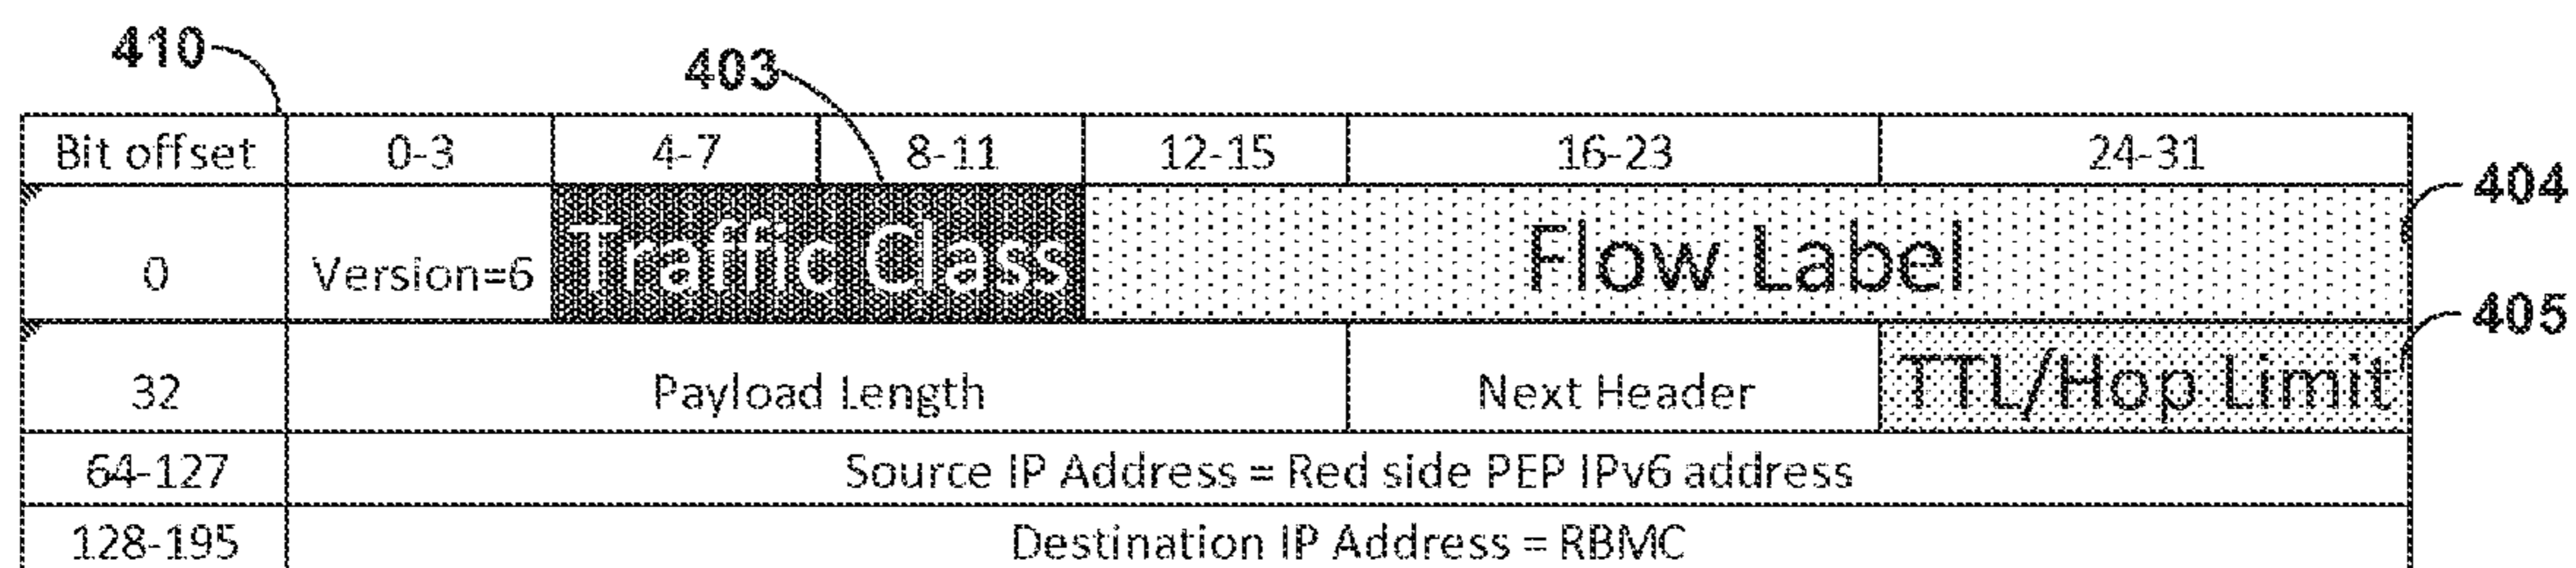 410
403
Bit offset 0-3 4-7 8-11 12-15 16-23 24-31
404
0 Version=6 Traffic Class Flow Label
405
32 Payload Length Next Header TTL/Hop Limit
64-127 Source IP Address = Red side PEP IPv6 address
128-195 Destination IP Address = RBMC